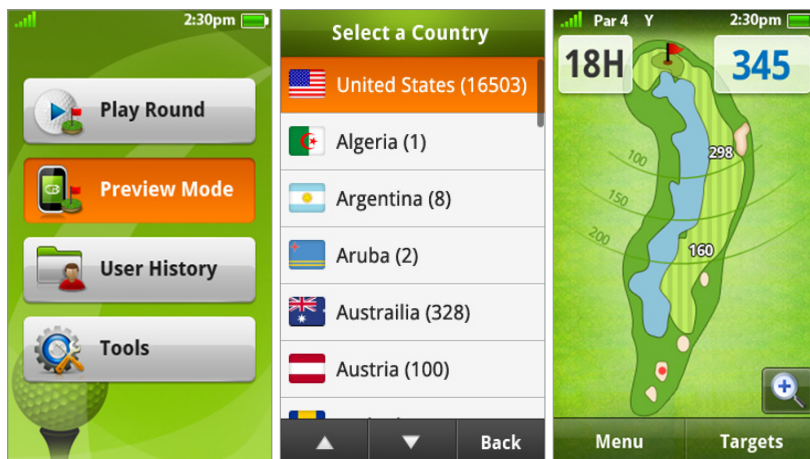 2:30pm
Play Round
Preview Mode
User History
Tools
Select a Country
United States (16503)
Algeria (1)
Argentina (8)
Aruba (2)
Austrailia (328)
Austria (100)
Back
Par 4 Y 2:30pm
18H 345
298
100
150
200
160
Menu Targets